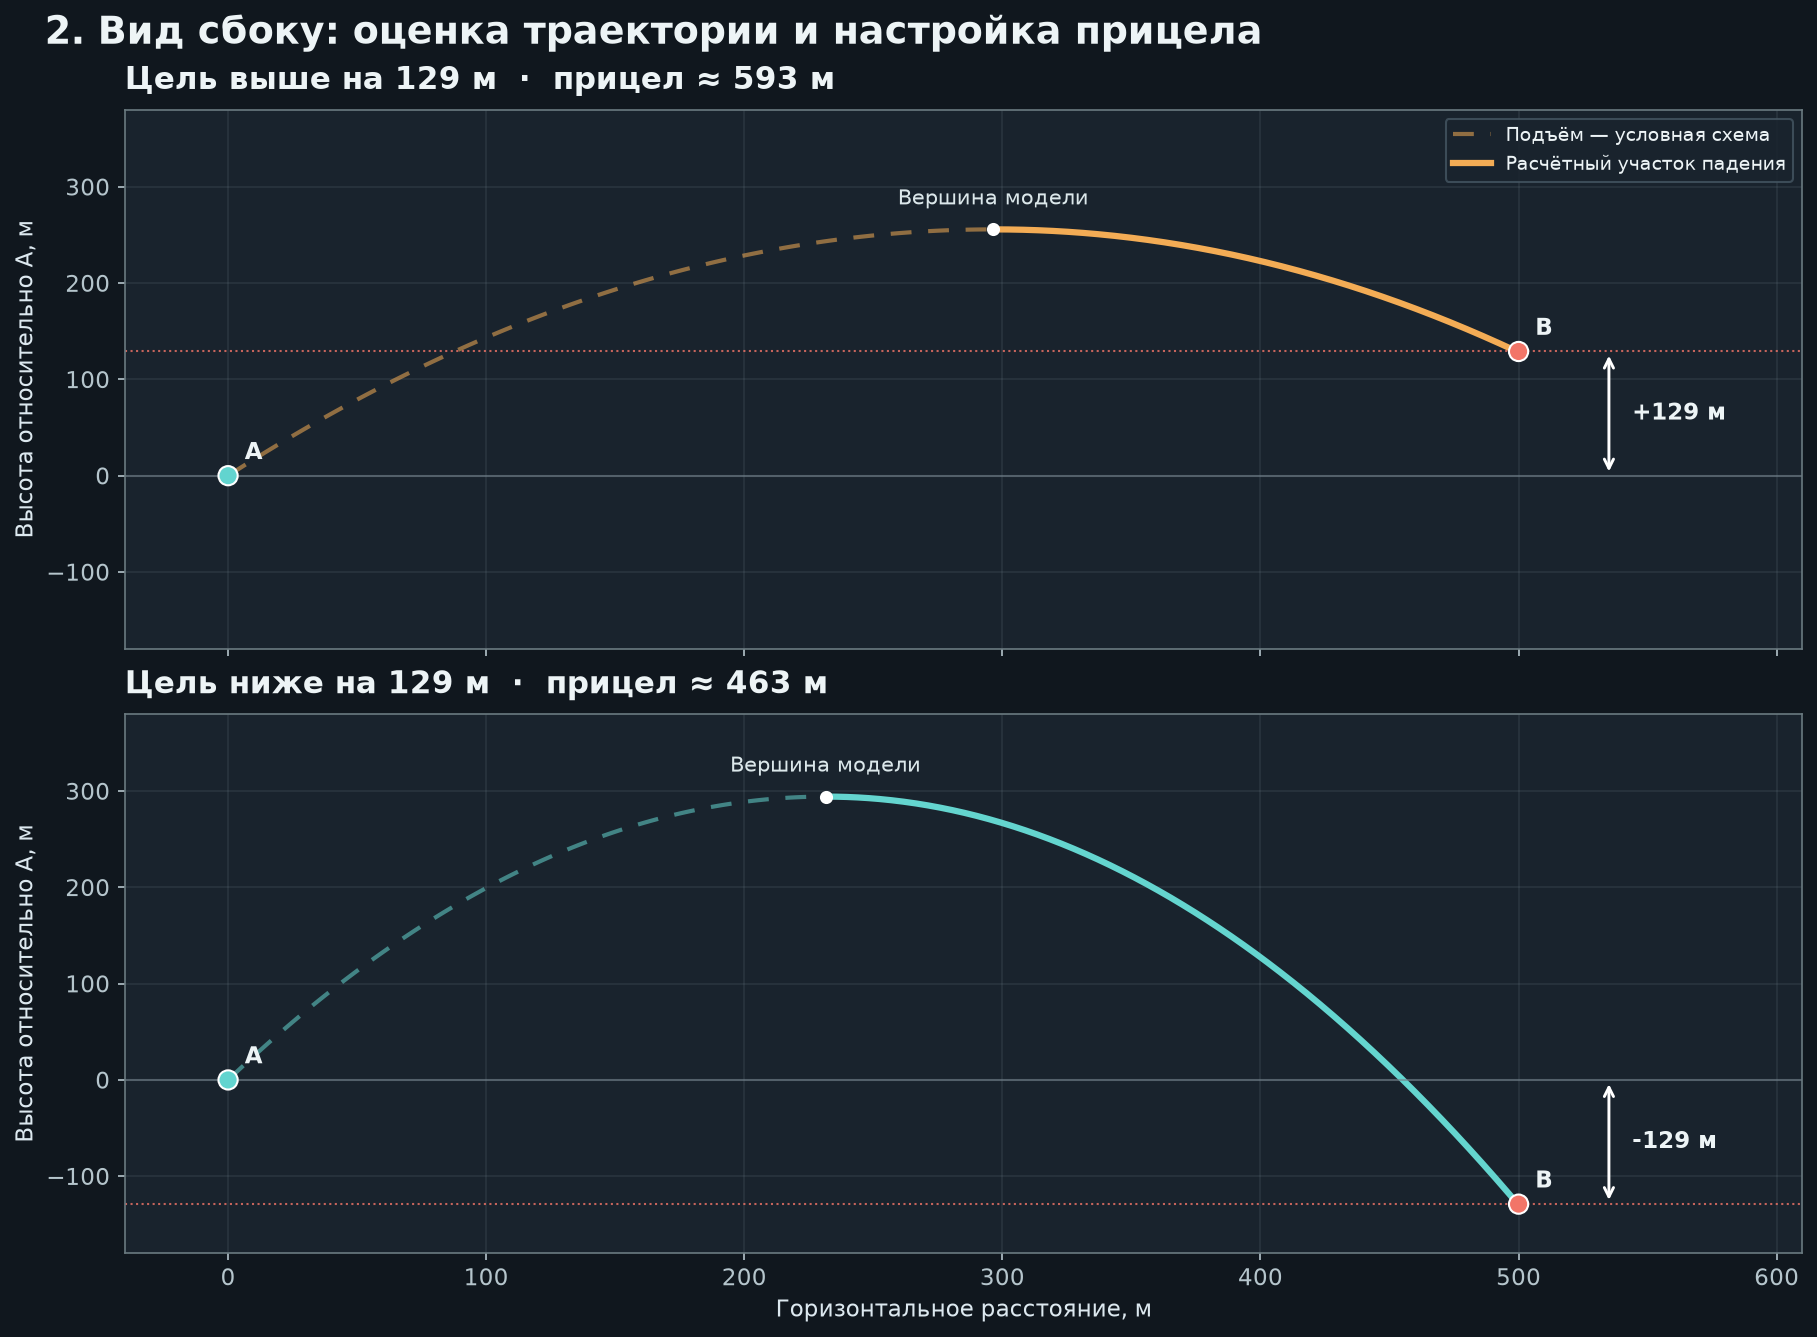 2. Вид сбоку: оценка траектории и настройка прицела
Цель выше на 129 м · прицел ≈ 593 м
Подъём — условная схема
Расчётный участок падения
Вершина модели
Высота относительно A, м
300
200
100
0
−100
A
B
+129 м
Цель ниже на 129 м · прицел ≈ 463 м
Вершина модели
Высота относительно A, м
300
200
100
0
−100
A
B
-129 м
0 100 200 300 400 500 600
Горизонтальное расстояние, м